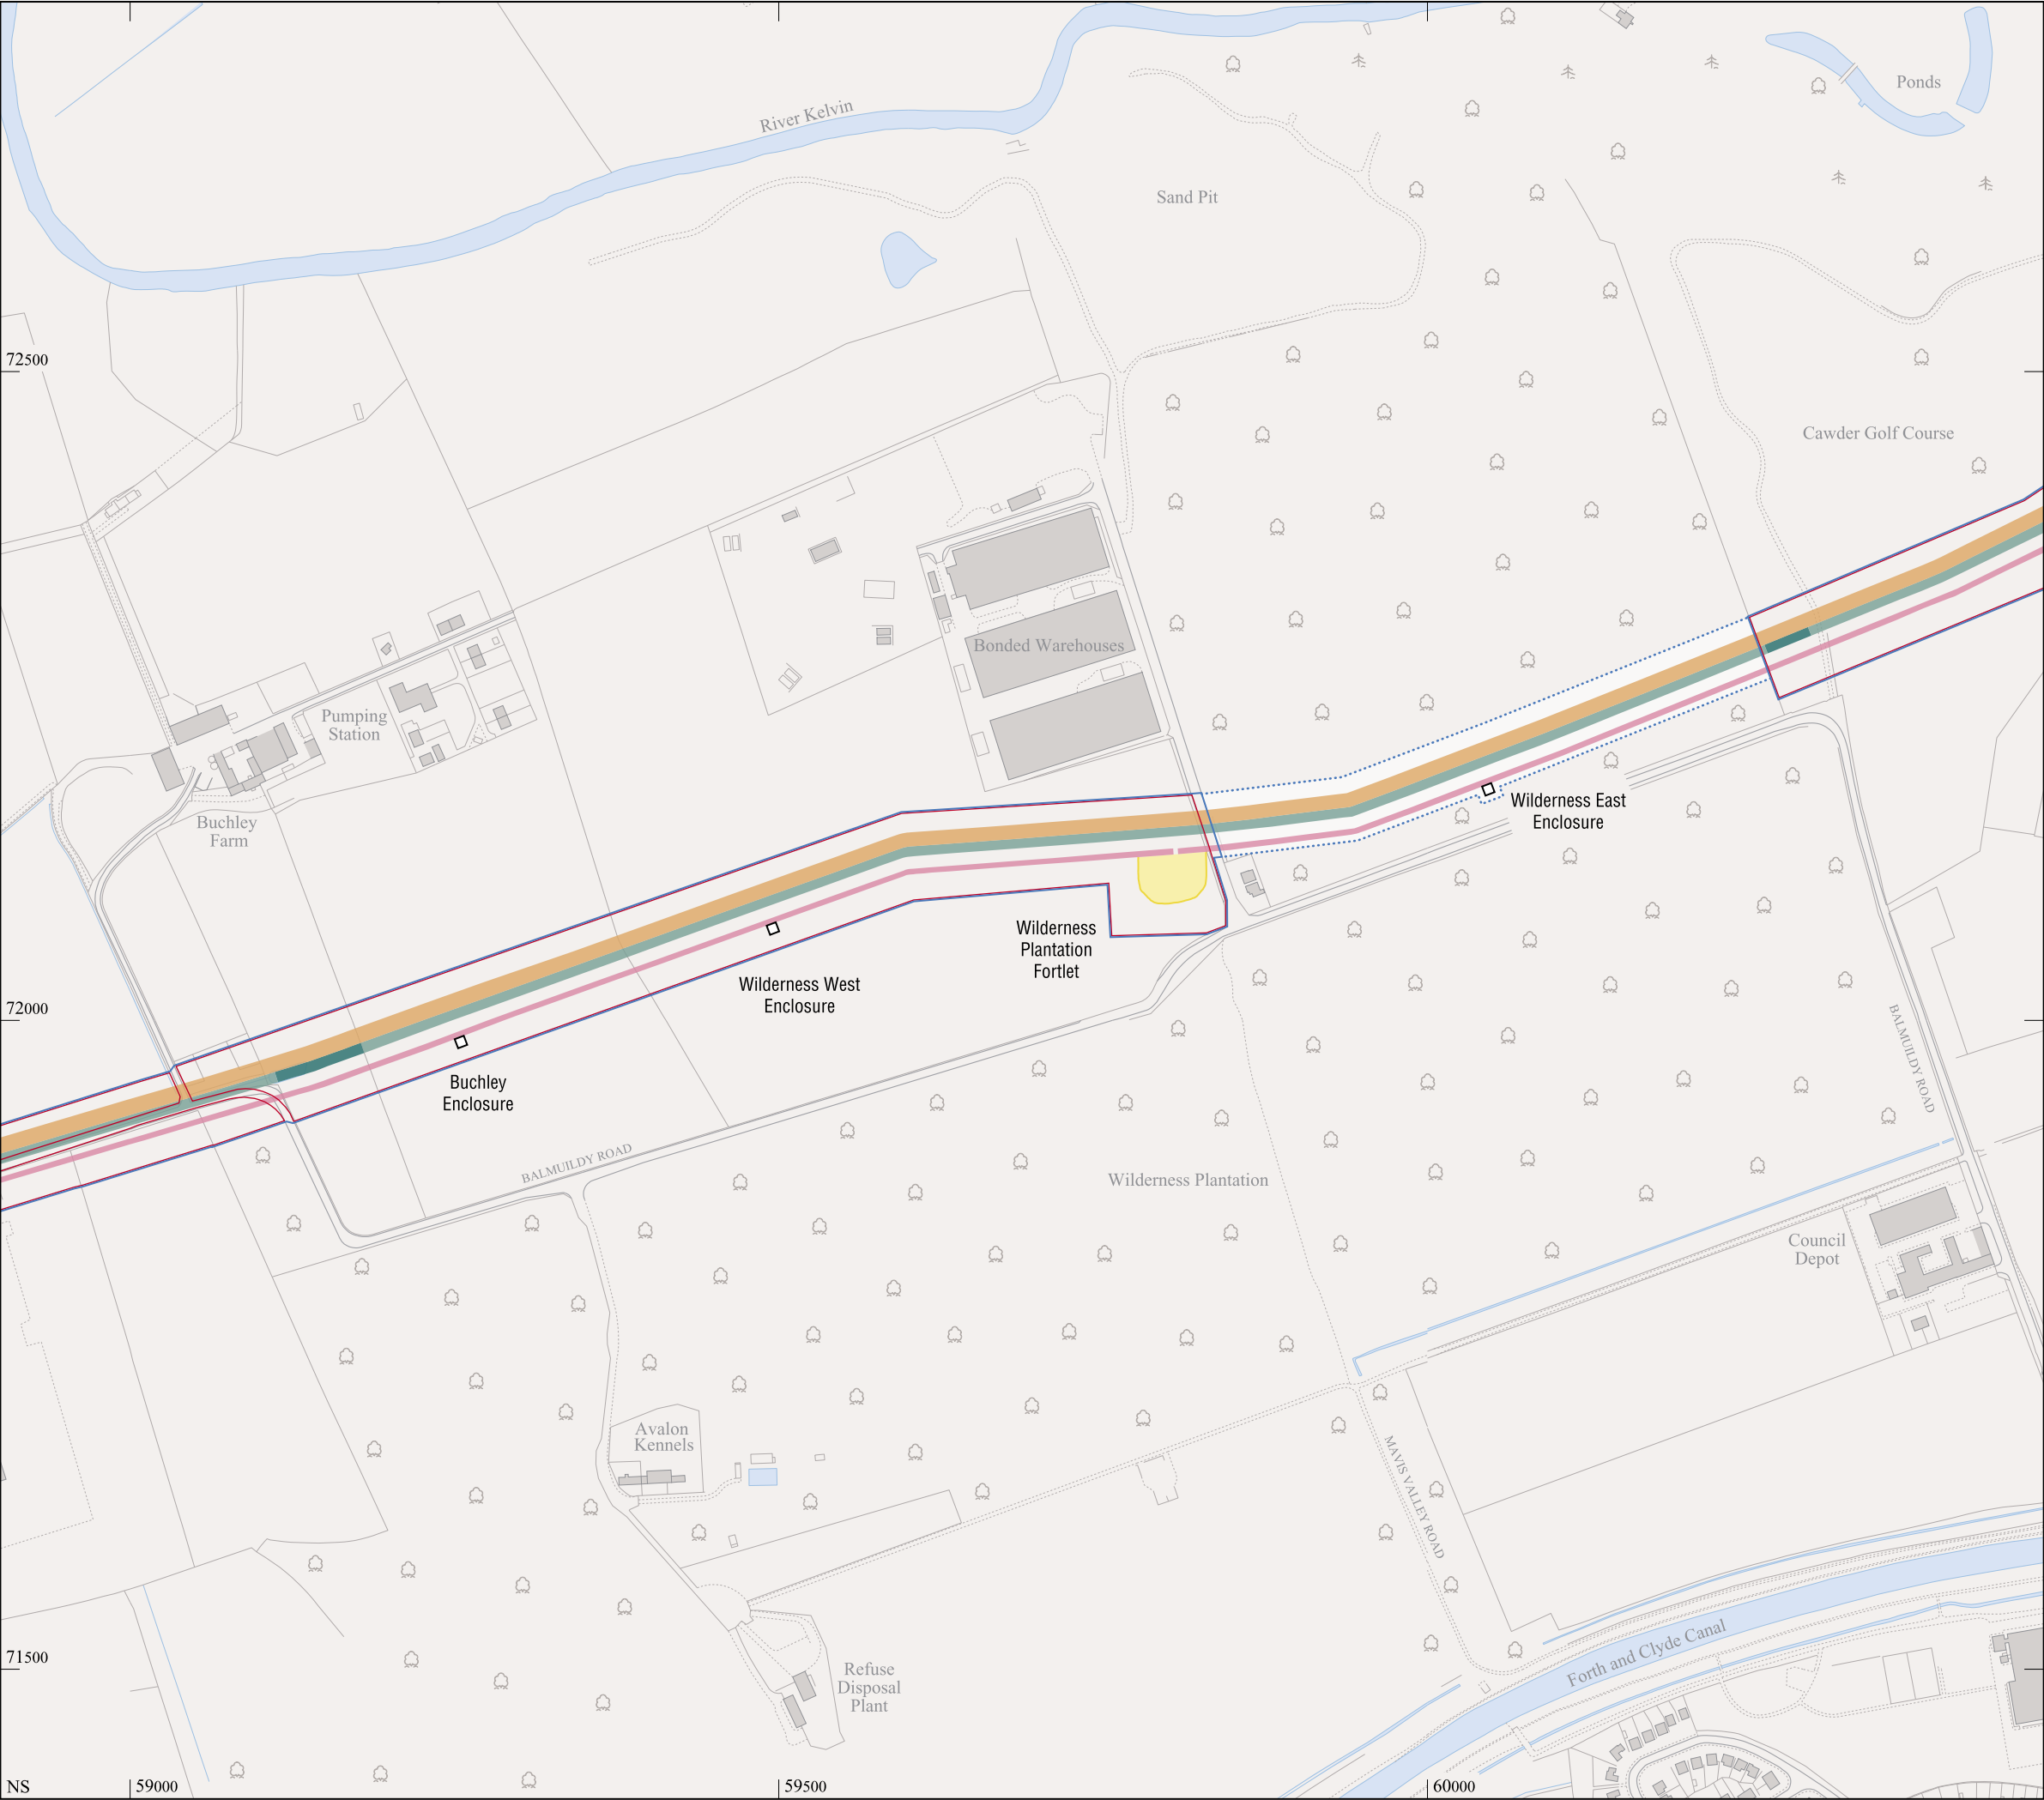 River Kelvin
Ponds
Sand Pit
72500
Cawder Golf Course
Bonded Warehouses
Pumping
Station
Buchley
Farm
Wilderness East
Enclosure
Wilderness
Plantation
Fortlet
Wilderness West
Enclosure
72000
BALMUILDY ROAD
Buchley
Enclosure
BALMUILDY ROAD
Wilderness Plantation
Council
Depot
Avalon
Kennels
MAVIS VALLEY ROAD
Forth and Clyde Canal
71500
Refuse
Disposal
Plant
NS
59000
59500
60000